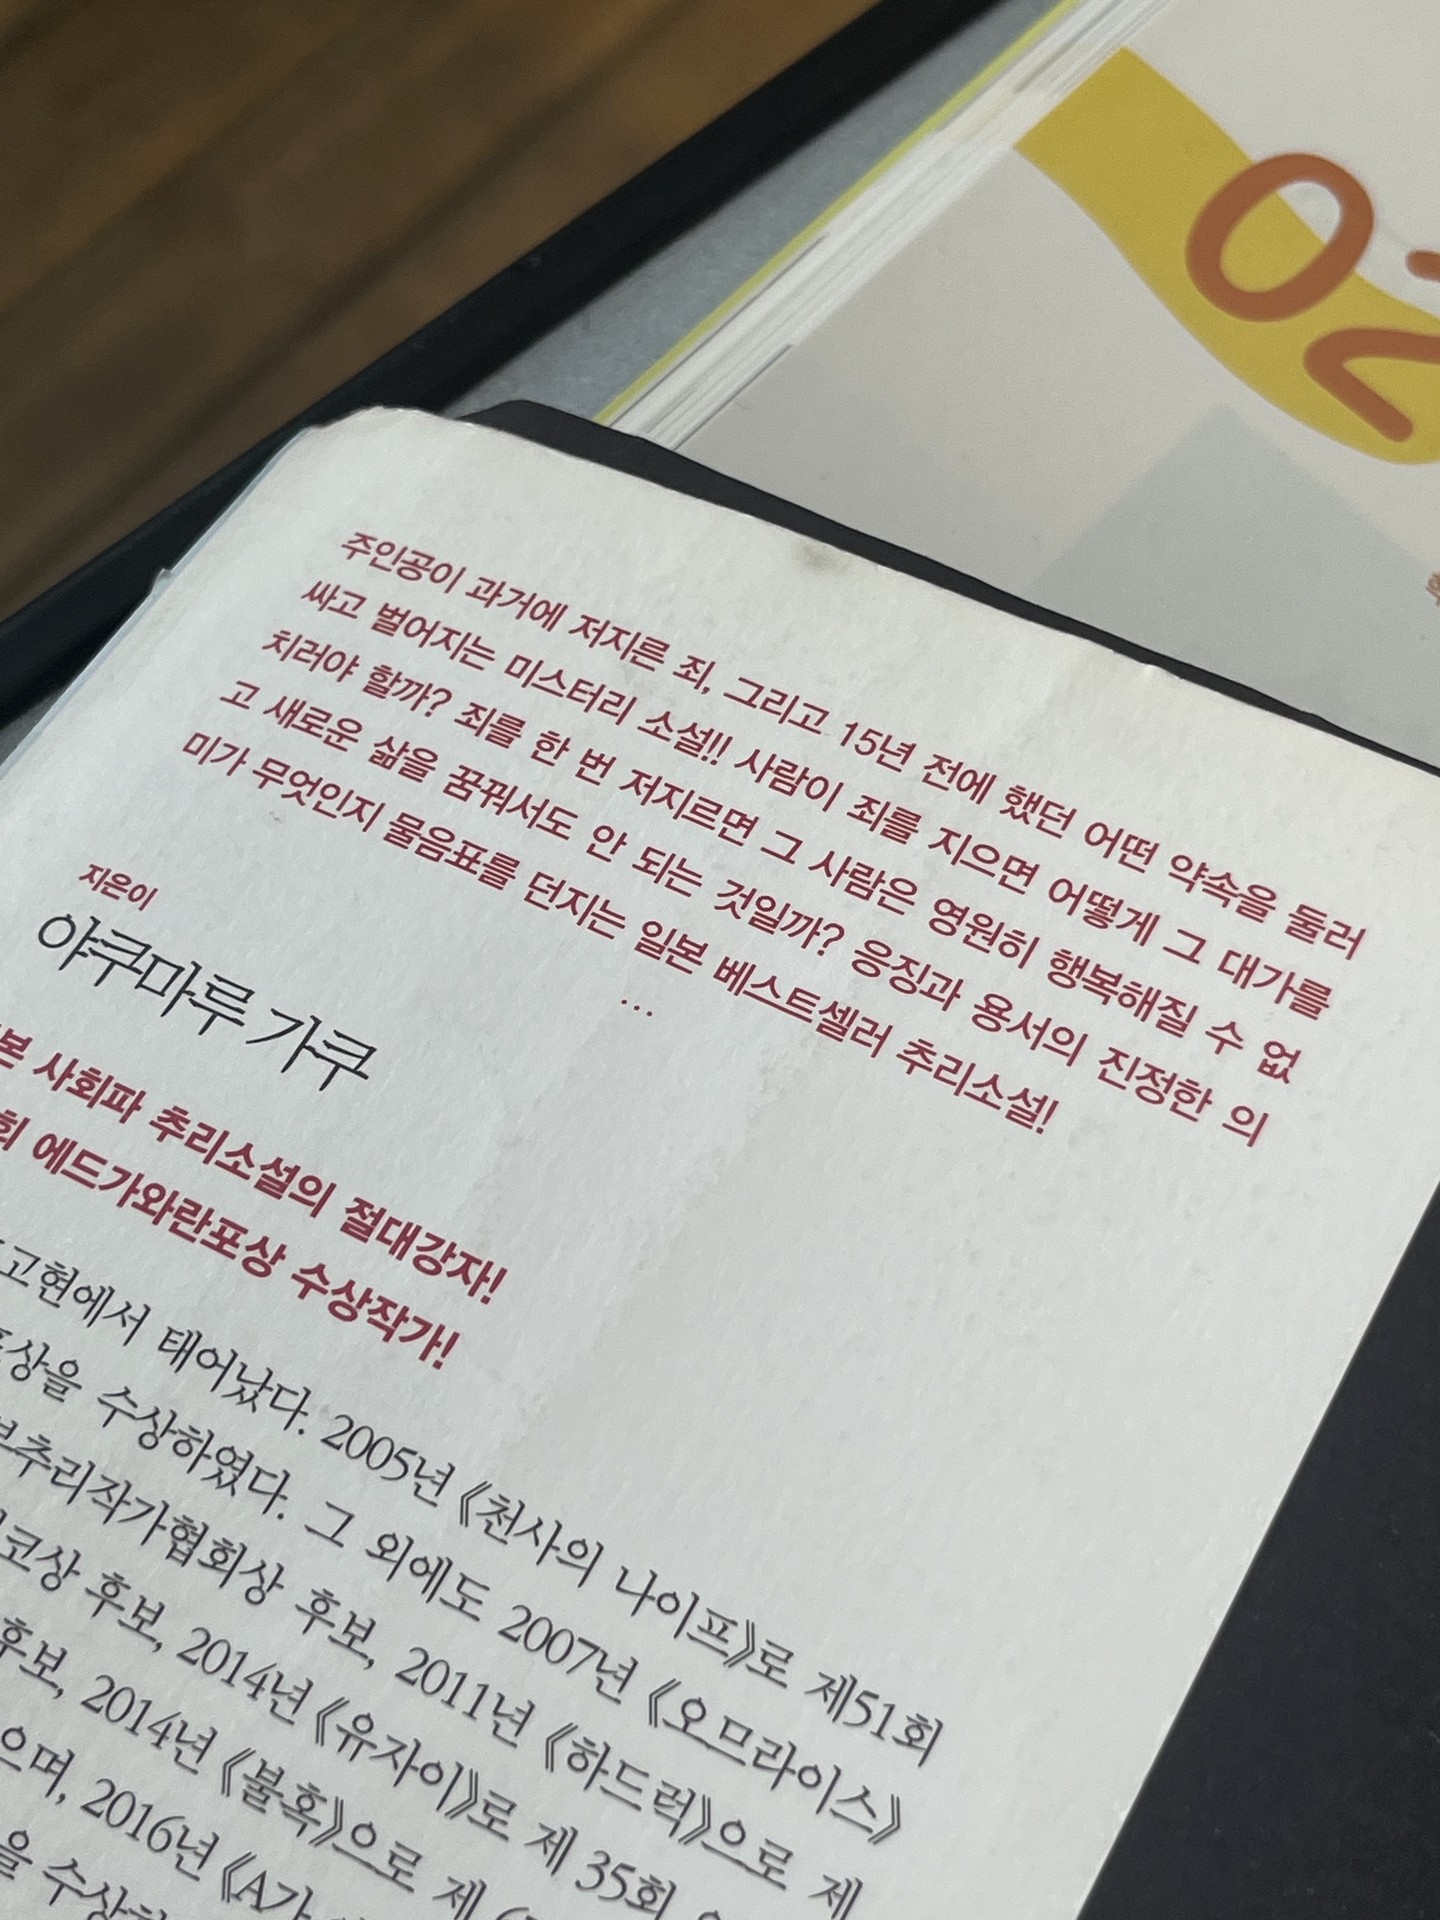 주인공이 과거에 저지른 죄, 그리고 15년 전에 했던 어떤 약속을 둘러
싸고 벌어지는 미스터리 소설!! 사람이 죄를 지으면 어떻게 그 대가를
치러야 할까? 죄를 한 번 저지르면 그 사람은 영원히 행복해질 수 없
고 새로운 삶을 꿈꿔서도 안 되는 것일까? 응징과 용서의 진정한 의
미가 무엇인지 물음표를 던지는 일본 베스트셀러 추리소설!
…
지은이
야쿠마루 가쿠
본 사회파 추리소설의 절대강자!
회 에드가와란포상 수상작가!
고현에서 태어났다. 2005년 《천사의 나이프》로 제51회
상을 수상하였다. 그 외에도 2007년 《오므라이스》
추리작가협회상 후보, 2011년 《하드럭》으로 제
코상 후보, 2014년 《유자이》로 제 35회
후보, 2014년 《불혹》으로 제
으며, 2016년 《A가
을
02